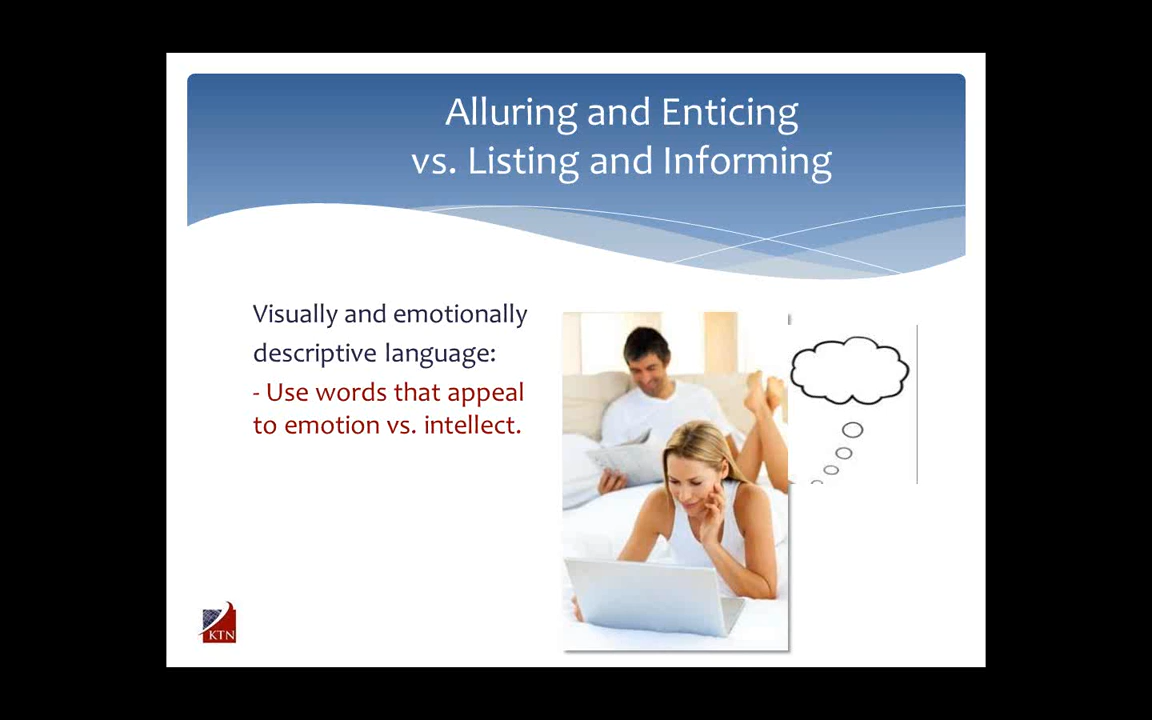 Alluring and Enticing
vs. Listing and Informing
Visually and emotionally
descriptive language:
- Use words that appeal
to emotion vs. intellect.
KTN